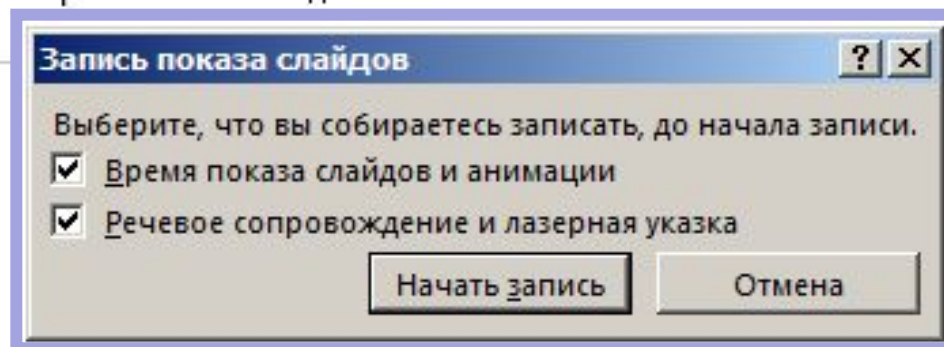 Запись показа слайдов
Выберите, что вы собираетесь записать, до начала записи.
Время показа слайдов и анимации
Речевое сопровождение и лазерная указка
Начать запись Отмена